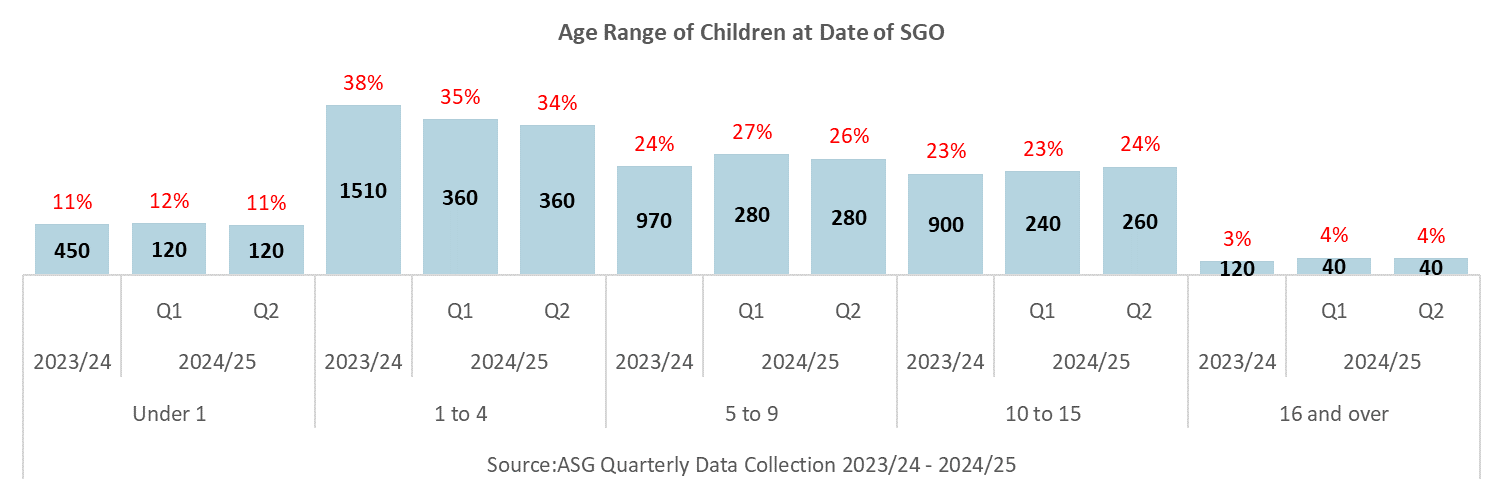 Age Range of Children at Date of SGO
38% 35% 34%
24% 27% 26%
23% 23% 24%
11% 12% 11%
3% 4% 4%
450 120 120 1510 360 360 970 280 280 900 240 260 120 40 40
Q1 Q2 Q1 Q2 Q1 Q2 Q1 Q2 Q1 Q2
2023/24 2024/25 2023/24 2024/25 2023/24 2024/25 2023/24 2024/25 2023/24 2024/25
Under 1 1 to 4 5 to 9 10 to 15 16 and over
Source:ASG Quarterly Data Collection 2023/24 - 2024/25